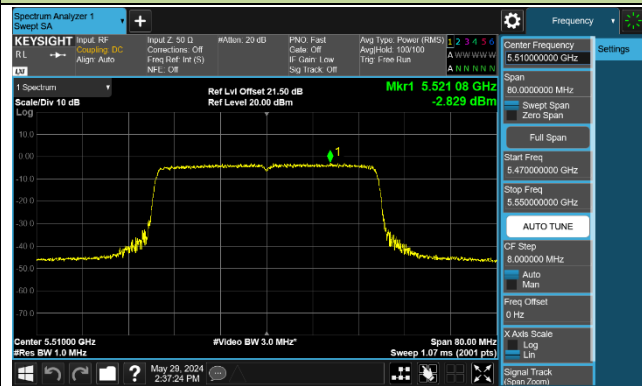 Spectrum Analyzer 1
Swept SA
Frequency
KEYSIGHT
Input: RF
Input Z: 50 Ω
#Atten: 20 dB
PNO: Fast
Avg Type: Power (RMS)
1 2 3 4 5 6
RL
Coupling: DC
Corrections: Off
Gate: Off
Avg|Hold: 100/100
A W W W W W
Align: Auto
Freq Ref: Int (S)
IF Gain: Low
Trig: Free Run
NFE: Off
Sig Track: Off
A N N N N N
LXI
1 Spectrum
Ref Lvl Offset 21.50 dB
Mkr1 5.521 08 GHz
Scale/Div 10 dB
Ref Level 20.00 dBm
-2.829 dBm
Log
10.0
0.00
-10.0
-20.0
-30.0
-40.0
-50.0
-60.0
-70.0
1
Center 5.51000 GHz
#Video BW 3.0 MHz*
Span 80.00 MHz
#Res BW 1.0 MHz
Sweep 1.07 ms (2001 pts)
May 29, 2024
2:37:24 PM
Center Frequency
5.510000000 GHz
Settings
Span
80.0000000 MHz
Swept Span
Zero Span
Full Span
Start Freq
5.470000000 GHz
Stop Freq
5.550000000 GHz
AUTO TUNE
CF Step
8.000000 MHz
Auto
Man
Freq Offset
0 Hz
X Axis Scale
Log
Lin
Signal Track
(Span Zoom)